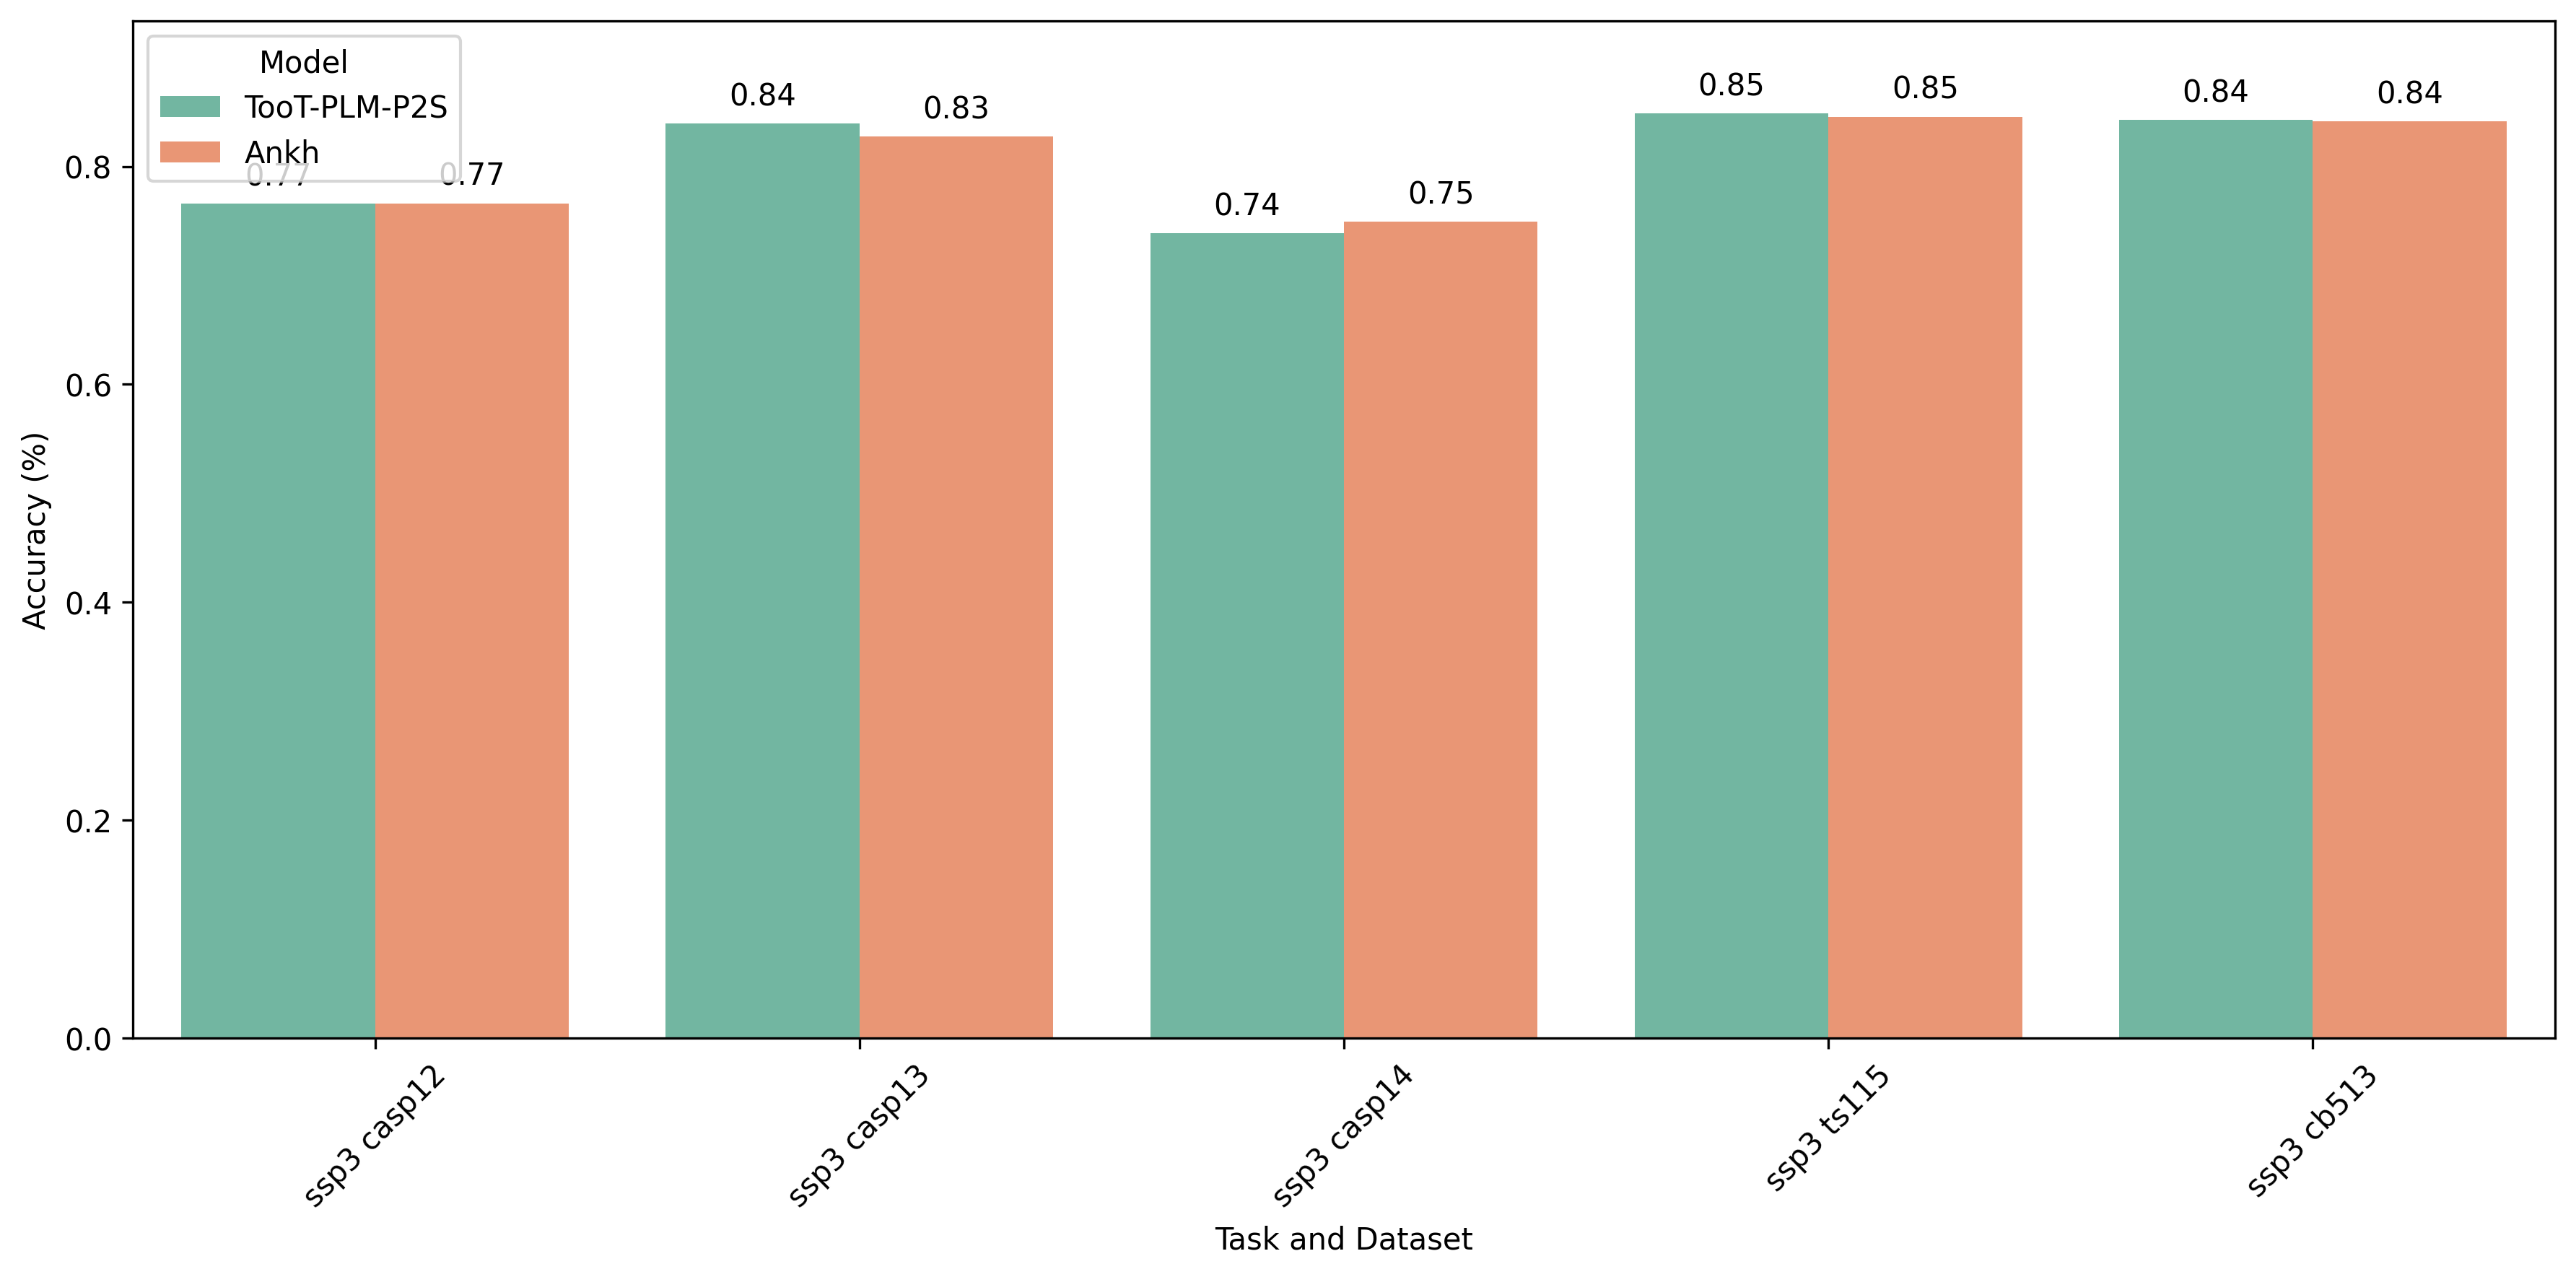 Model
TooT-PLM-P2S
Ankh
0.77
0.77
0.84
0.83
0.74
0.75
0.85
0.85
0.84
0.84
Accuracy (%)
0.8
0.6
0.4
0.2
0.0
ssp3 casp12
ssp3 casp13
ssp3 casp14
ssp3 ts115
ssp3 cb513
Task and Dataset